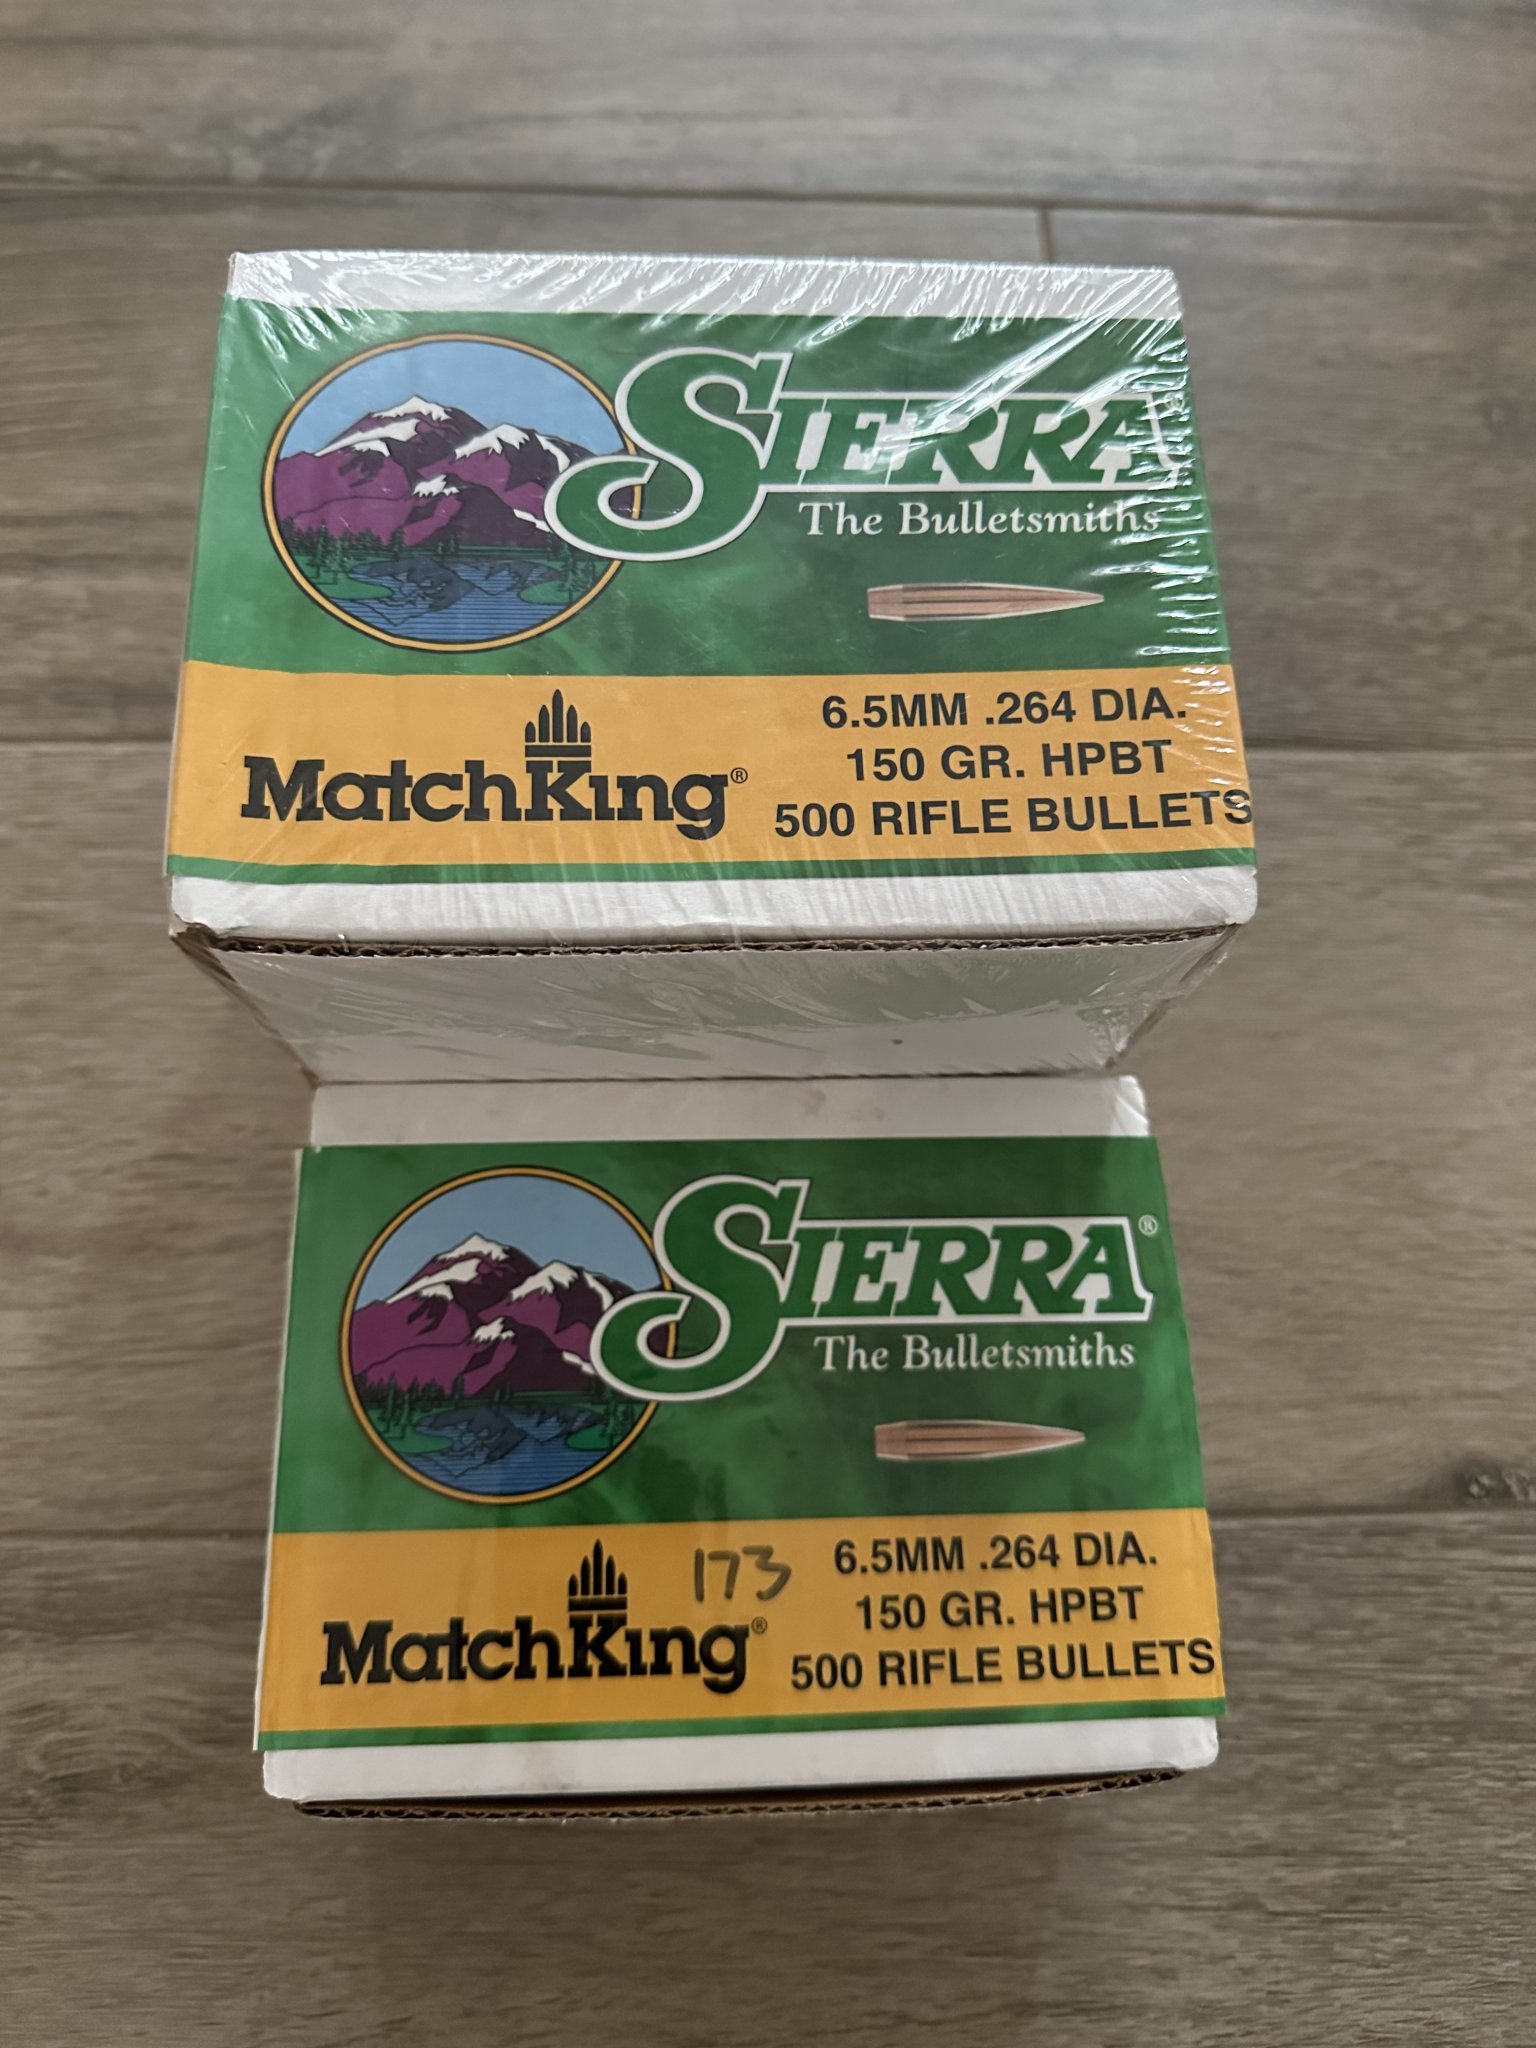 SIERRA
The Bulletsmiths
6.5MM .264 DIA.
150 GR. HPBT
MatchKing®
500 RIFLE BULLETS
SIERRA®
The Bulletsmiths
173
6.5MM .264 DIA.
150 GR. HPBT
MatchKing®
500 RIFLE BULLETS